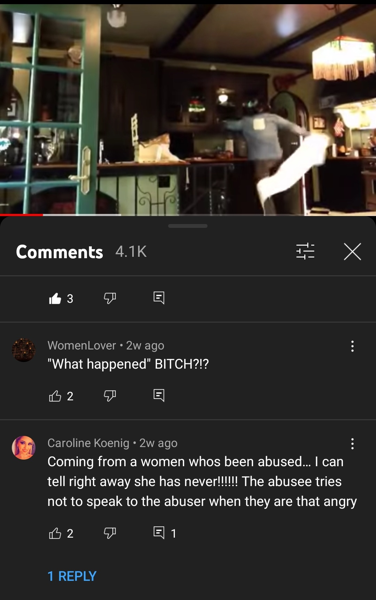 Comments 4.1K
3
WomenLover • 2w ago
"What happened" BITCH?!?
2
Caroline Koenig • 2w ago
Coming from a women whos been abused... I can
tell right away she has never!!!!!! The abusee tries
not to speak to the abuser when they are that angry
2 1
1 REPLY